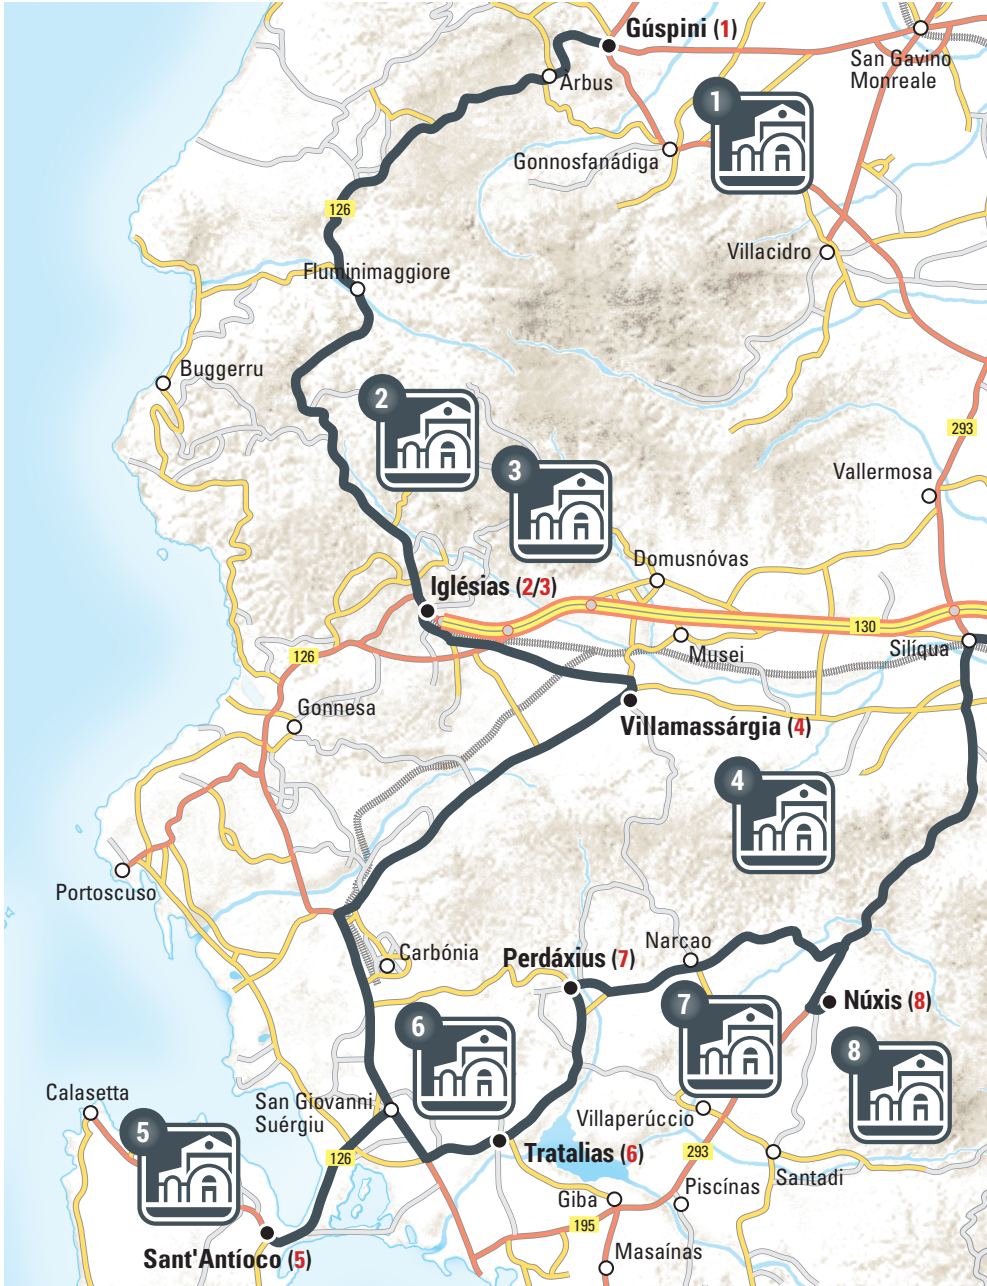 Gúspini (1)
San Gavino
Monreale
Arbus
1
Gonnosfanádiga
126
Villacidro
Fluminimaggiore
Buggerru
2
293
3
Vallermosa
Domusnóvas
Iglésias (2/3)
130
Musei
Silíqua
126
Gonnesa
Villamassárgia (4)
4
Portoscuso
Carbónia
Perdáxius (7)
Narcao
Núxis (8)
6
7
8
Calasetta
San Giovanni
Suérgiu
5
Villaperúccio
126
Tratalias (6)
293
Santadi
Giba
Piscínas
195
Sant'Antíoco (5)
Masaínas